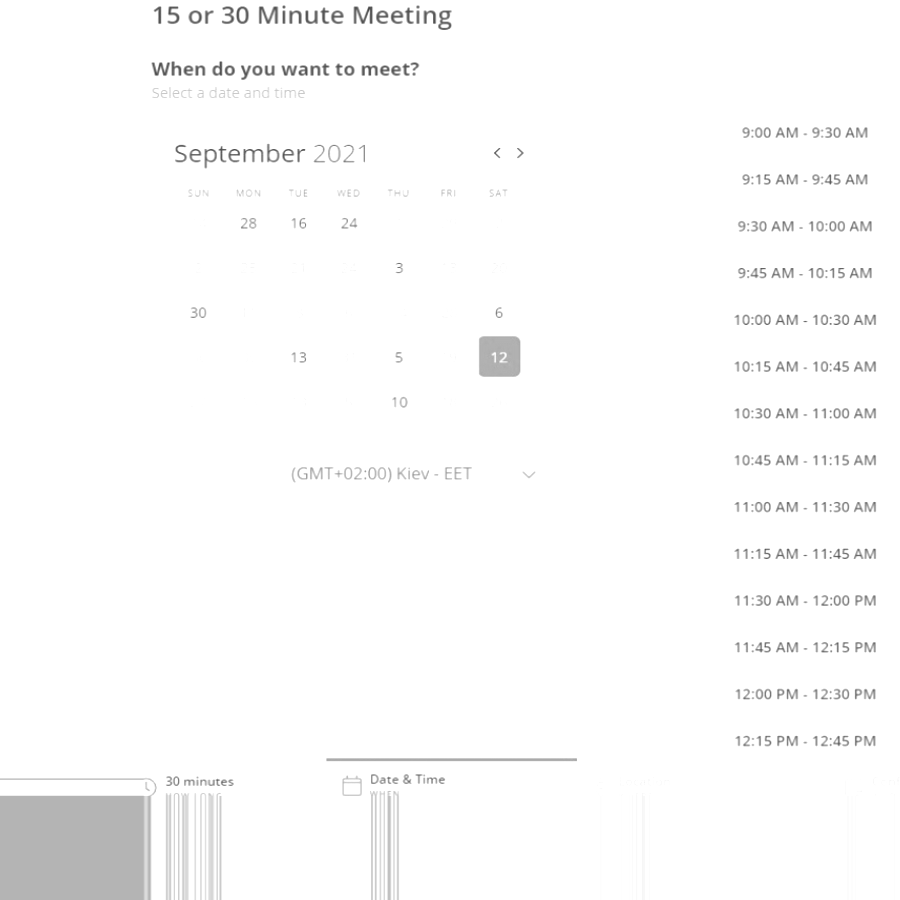 15 or 30 Minute Meeting
When do you want to meet?
Select a date and time
September 2021
SUN MON TUE WED THU FRI SAT
28 16 24
3
30 6
13 5 12
10
(GMT+02:00) Kiev - EET
9:00 AM - 9:30 AM
9:15 AM - 9:45 AM
9:30 AM - 10:00 AM
9:45 AM - 10:15 AM
10:00 AM - 10:30 AM
10:15 AM - 10:45 AM
10:30 AM - 11:00 AM
10:45 AM - 11:15 AM
11:00 AM - 11:30 AM
11:15 AM - 11:45 AM
11:30 AM - 12:00 PM
11:45 AM - 12:15 PM
12:00 PM - 12:30 PM
12:15 PM - 12:45 PM
30 minutes
HOW LONG
Date & Time
WHEN